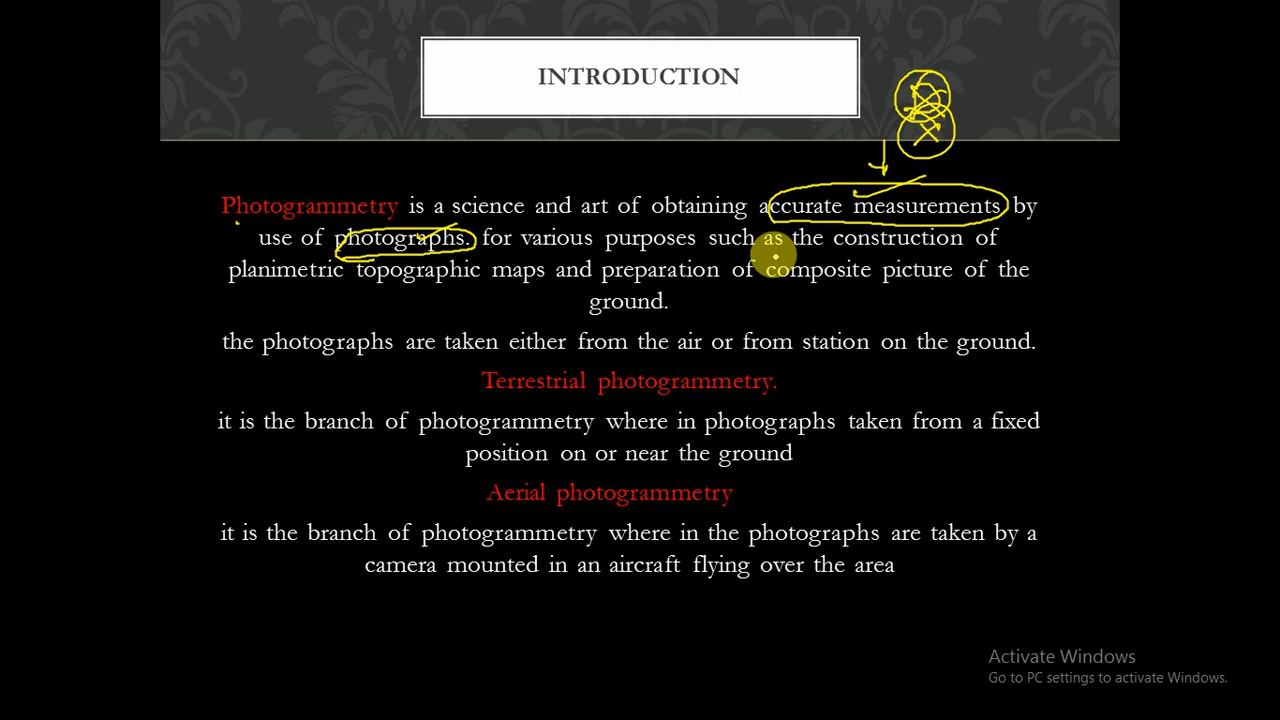 INTRODUCTION
Photogrammetry is a science and art of obtaining accurate measurements by
use of photographs. for various purposes such as the construction of
planimetric topographic maps and preparation of composite picture of the
ground.
the photographs are taken either from the air or from station on the ground.
Terrestrial photogrammetry.
it is the branch of photogrammetry where in photographs taken from a fixed
position on or near the ground
Aerial photogrammetry
it is the branch of photogrammetry where in the photographs are taken by a
camera mounted in an aircraft flying over the area
Activate Windows
Go to PC settings to activate Windows.